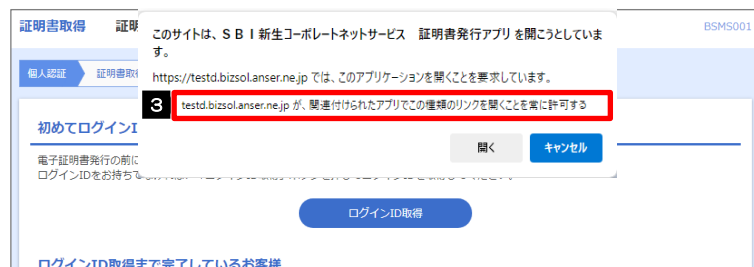 証明書取得 証明
BSMS001
このサイトは、ＳＢＩ新生コーポレートネットサービス　証明書発行アプリ を開こうとしていま
す。
個人認証 証明書取
https://testd.bizsol.anser.ne.jp では、このアプリケーションを開くことを要求しています。
3 testd.bizsol.anser.ne.jp が、関連付けられたアプリでこの種類のリンクを開くことを常に許可する
初めてログインI
開く キャンセル
電子証明書発行の前に
ログインIDをお持ちで
ログインID取得
ログインID取得まで完了しているお客様